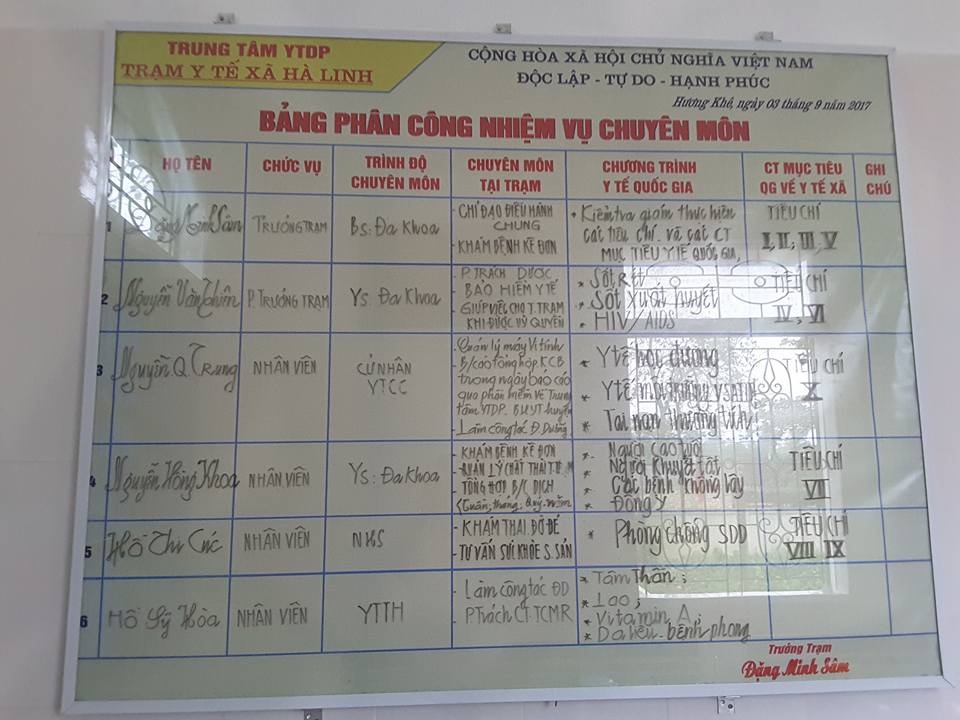 TRUNG TÂM YTDP
TRẠM Y TẾ XÃ HÀ LINH
CỘNG HÒA XÃ HỘI CHỦ NGHĨA VIỆT NAM
ĐỘC LẬP - TỰ DO - HẠNH PHÚC
Hương Khê, ngày 03 tháng 9 năm 2017
BẢNG PHÂN CÔNG NHIỆM VỤ CHUYÊN MÔN
HỌ TÊN
CHỨC VỤ
TRÌNH ĐỘ
CHUYÊN MÔN
CHUYÊN MÔN
TẠI TRẠM
CHƯƠNG TRÌNH
Y TẾ QUỐC GIA
CT MỤC TIÊU
QG VỀ Y TẾ XÃ
GHI
CHÚ
1
Đặng Minh Sâm
TRƯỞNG TRẠM
Bs: Đa Khoa
- CHỈ ĐẠO ĐIỀU HÀNH
CHUNG
- KHÁM BỆNH KÊ ĐƠN
* Kiểm tra giám thực hiện
các tiêu chí. và các CT
MỤC TIÊU Y TẾ QUỐC GIA,
TIÊU CHÍ
I, II, III, V
2
Nguyễn Văn Thiên
P. TRƯỞNG TRẠM
Ys: Đa Khoa
- P. TRÁCH DƯỢC
- BẢO HIỂM Y TẾ
- GIÚP VIỆC CHO T. TRẠM
KHI ĐƯỢC UỶ QUYỀN
* Sốt Rét
* Sốt xuất huyết
* HIV/AIDS
TIÊU CHÍ
IV, VI
3
Nguyễn Q. Trung
NHÂN VIÊN
CỬ NHÂN
YTCC
- Quản lý máy Vi tính
- B/cáo tổng hợp KCB
trong ngày báo cáo
qua phần mềm về Trung
tâm YTDP. BHYT huyện
- Làm công tác Đ. Dưỡng
* Y tế học đường
* Y tế môi trường VSATTP
* Tai nạn thương tích
TIÊU CHÍ
X
4
Nguyễn Hồng Khoa
NHÂN VIÊN
Ys: Đa Khoa
- KHÁM BỆNH KÊ ĐƠN
- QUẢN LÝ CHẤT THẢI
- TỔNG HỢP B/C DỊCH
(Tuần, tháng, Quý. năm
* Người cao tuổi
* Người khuyết tật
* Các bệnh không lây
* Đông Y
TIÊU CHÍ
VII
5
Hồ Thị Cúc
NHÂN VIÊN
NHS
- KHÁM THAI. ĐỠ ĐẺ
- TƯ VẤN SỨC KHỎE S. SẢN
* Phòng chống SDD
TIÊU CHÍ
VIII IX
6
Hồ Sỹ Hòa
NHÂN VIÊN
YTTH
- Làm công tác ĐD
- P. Trách CT. TCMR
* Tâm Thần;
* Lao;
* Vitamin A;
* Da liễu. bệnh phong
Trưởng Trạm
Đặng Minh Sâm